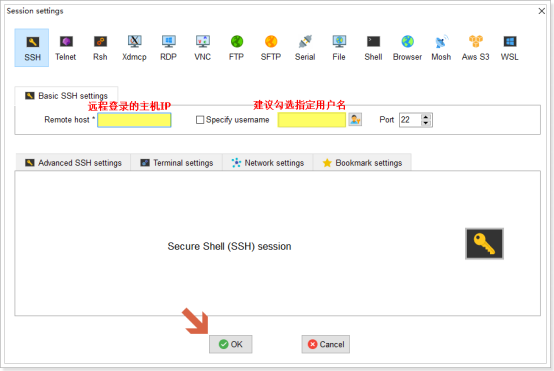 Session settings
SSH Telnet Rsh Xdmcp RDP VNC FTP SFTP Serial File Shell Browser Mosh Aws S3 WSL
Basic SSH settings
远程登录的主机IP 建议勾选指定用户名
Remote host * Specify username Port 22
Advanced SSH settings Terminal settings Network settings Bookmark settings
Secure Shell (SSH) session
OK Cancel